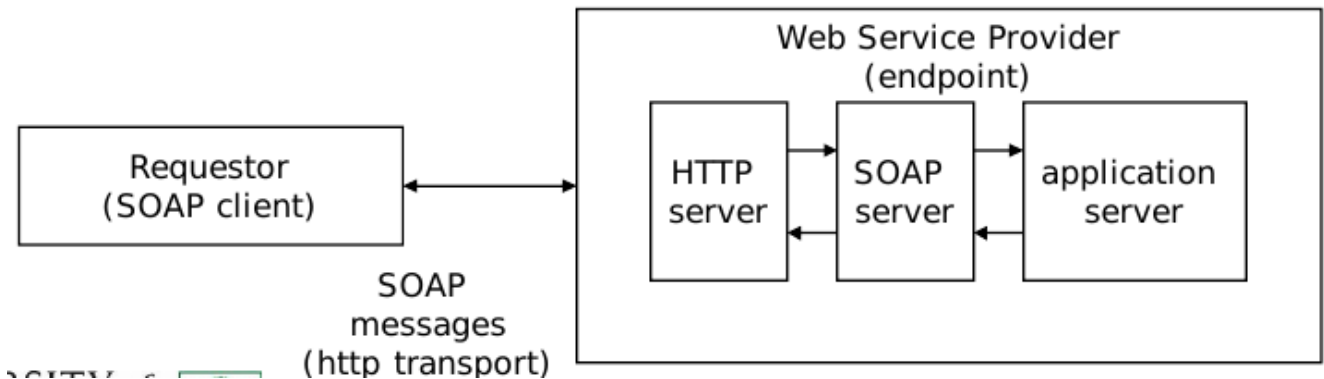 Web Service Provider
(endpoint)
Requestor
(SOAP client)
HTTP
server
SOAP
server
application
server
SOAP
messages
(http transport)